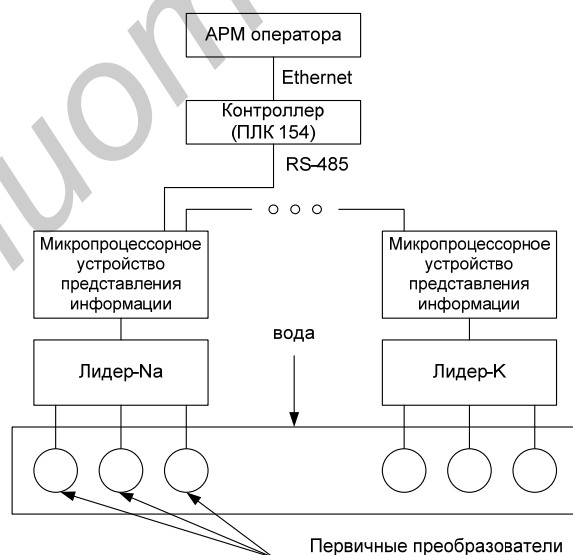 АРМ оператора
Ethernet
Контроллер
(ПЛК 154)
RS-485
Микропроцессорное
устройство
представления
информации
Микропроцессорное
устройство
представления
информации
вода
Лидер-Na
Лидер-K
Первичные преобразователи